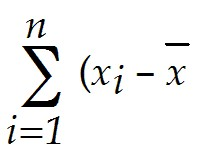 n
∑ (xi – x̅
i=1